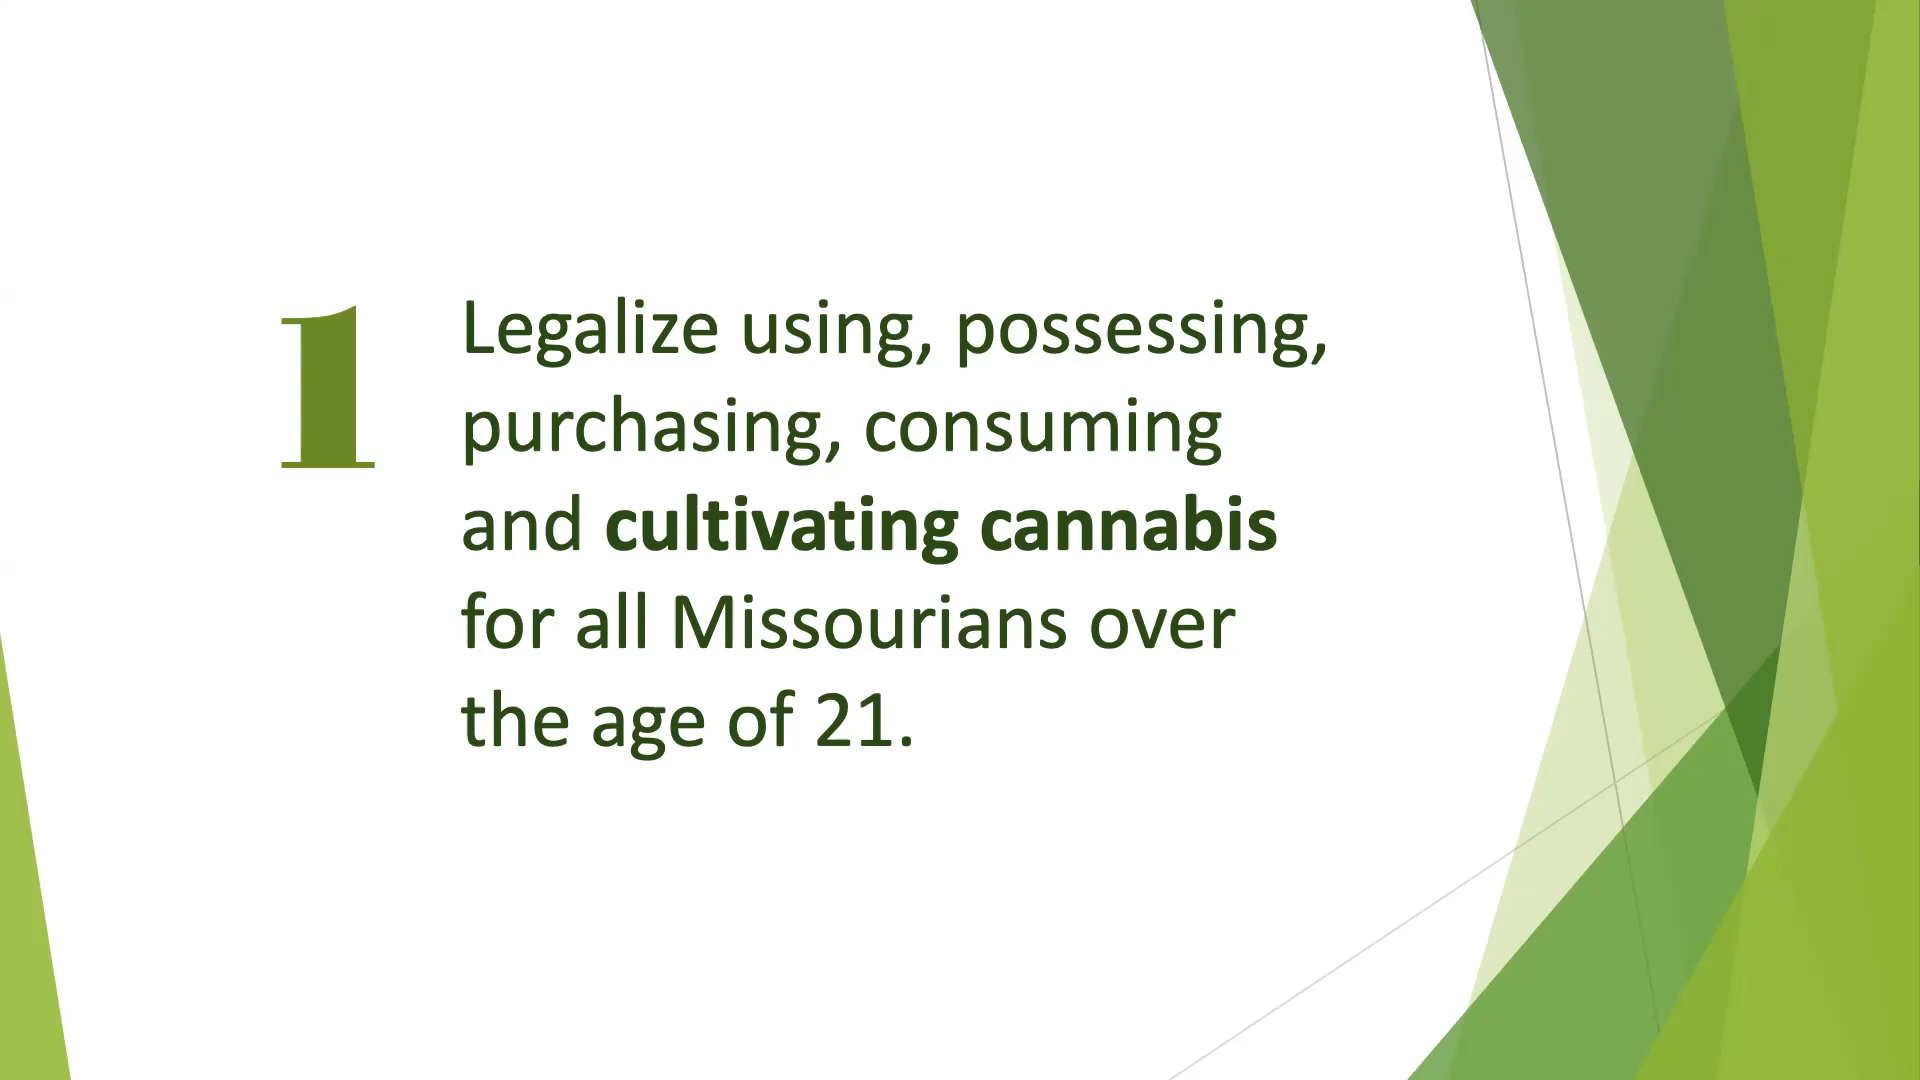 1
Legalize using, possessing,
purchasing, consuming
and cultivating cannabis
for all Missourians over
the age of 21.